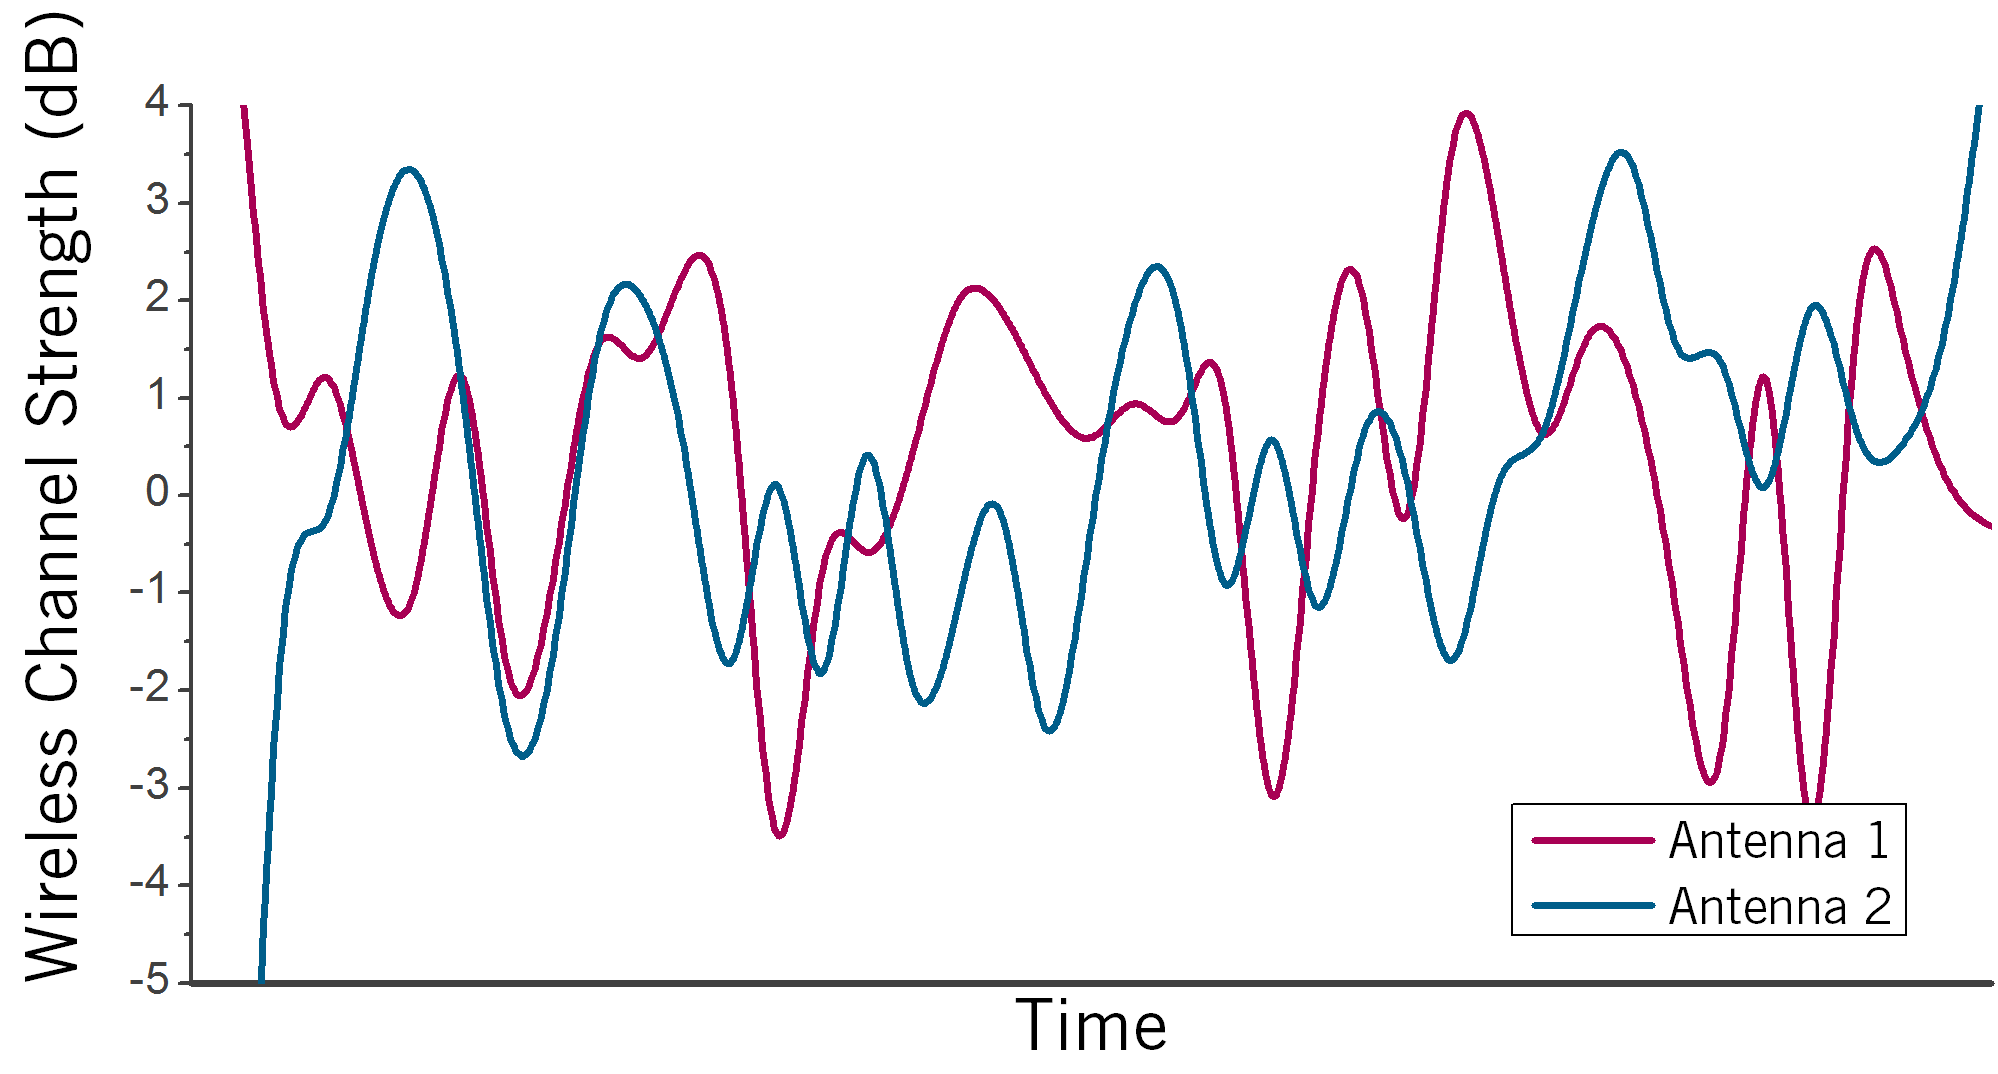 Wireless Channel Strength (dB)
4
3
2
1
0
-1
-2
-3
-4
-5
Antenna 1
Antenna 2
Time